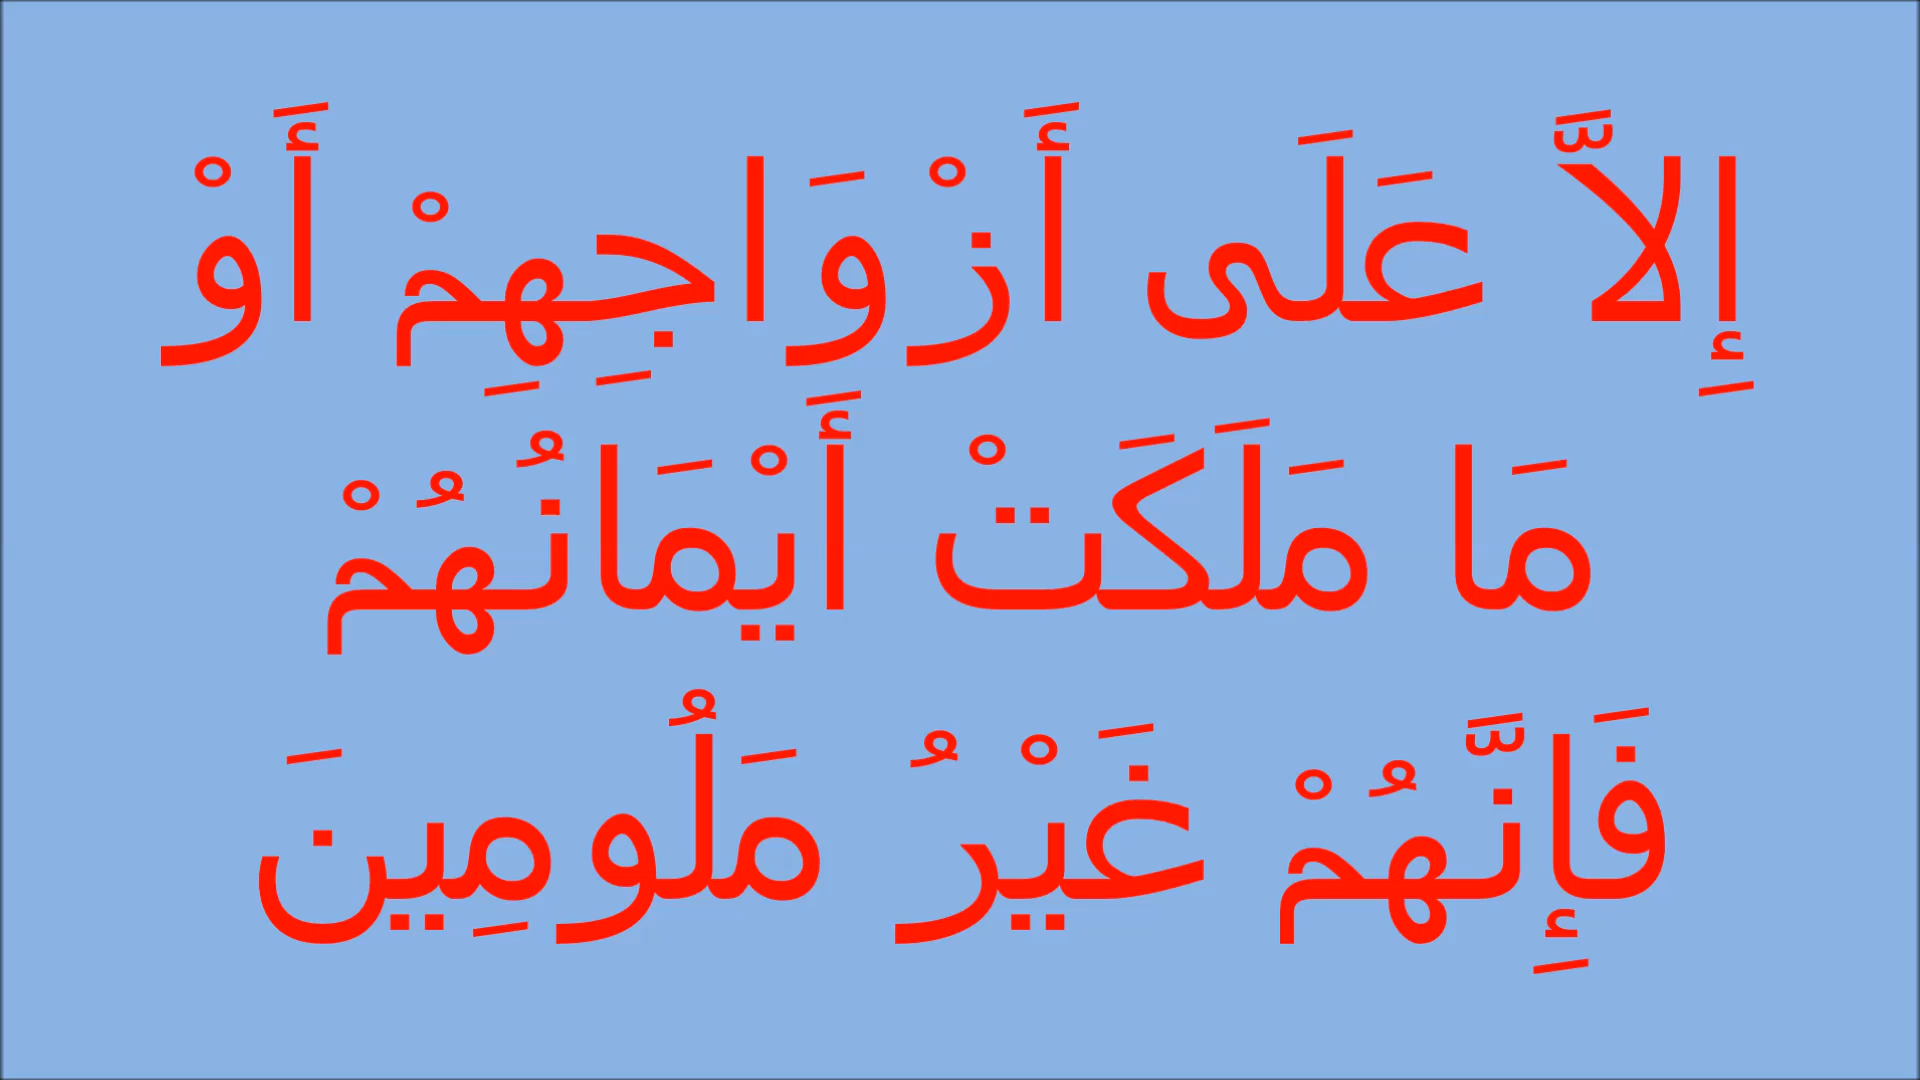 إِلاَّ عَلَى أَزْوَاجِهِمْ أَوْ
مَا مَلَكَتْ أَيْمَانُهُمْ
فَإِنَّهُمْ غَيْرُ مَلُومِينَ